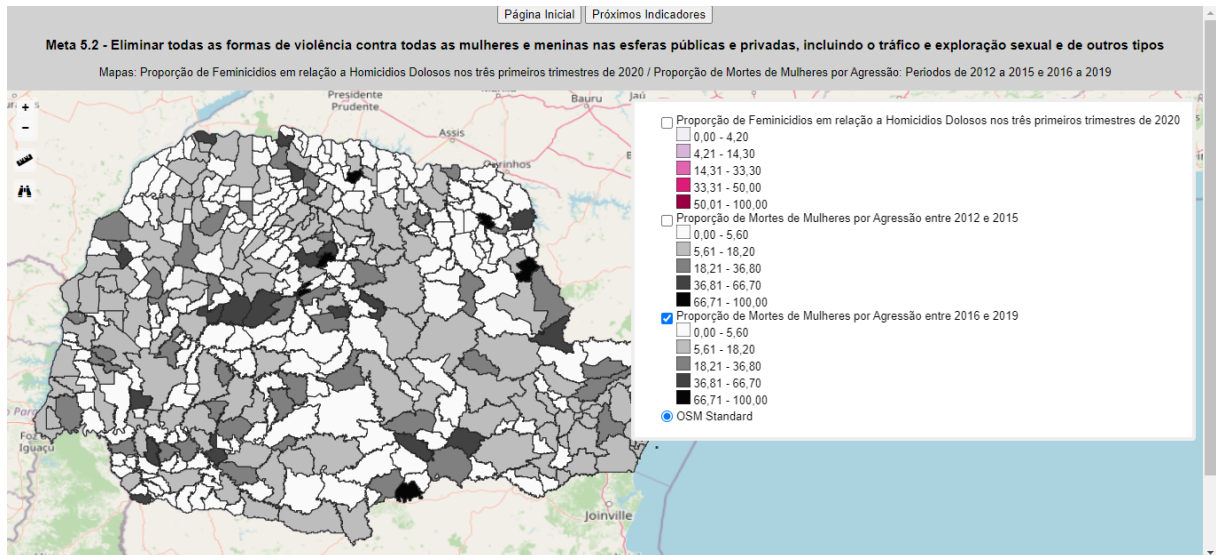 Página Inicial Próximos Indicadores
Meta 5.2 - Eliminar todas as formas de violência contra todas as mulheres e meninas nas esferas públicas e privadas, incluindo o tráfico e exploração sexual e de outros tipos
Mapas: Proporção de Feminicidios em relação a Homicidios Dolosos nos três primeiros trimestres de 2020 / Proporção de Mortes de Mulheres por Agressão: Periodos de 2012 a 2015 e 2016 a 2019
+
-
Presidente
Prudente
Bauru
Jaú
Assis
Ourinhos
Foz do
Iguaçu
Joinville
Proporção de Feminicidios em relação a Homicidios Dolosos nos três primeiros trimestres de 2020
0,00 - 4,20
4,21 - 14,30
14,31 - 33,30
33,31 - 50,00
50,01 - 100,00
Proporção de Mortes de Mulheres por Agressão entre 2012 e 2015
0,00 - 5,60
5,61 - 18,20
18,21 - 36,80
36,81 - 66,70
66,71 - 100,00
Proporção de Mortes de Mulheres por Agressão entre 2016 e 2019
0,00 - 5,60
5,61 - 18,20
18,21 - 36,80
36,81 - 66,70
66,71 - 100,00
OSM Standard